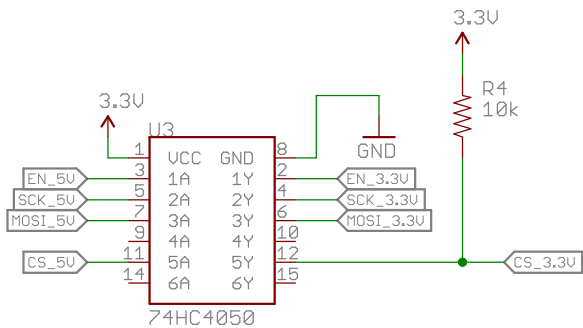 3.3V
R4
10k
3.3V
U3
GND
1 VCC GND 8
EN_5V 3 1A 1Y 2 EN_3.3V
SCK_5V 5 2A 2Y 4 SCK_3.3V
MOSI_5V 7 3A 3Y 6 MOSI_3.3V
9 4A 4Y 10
CS_5V 11 5A 5Y 12 CS_3.3V
14 6A 6Y 15
74HC4050